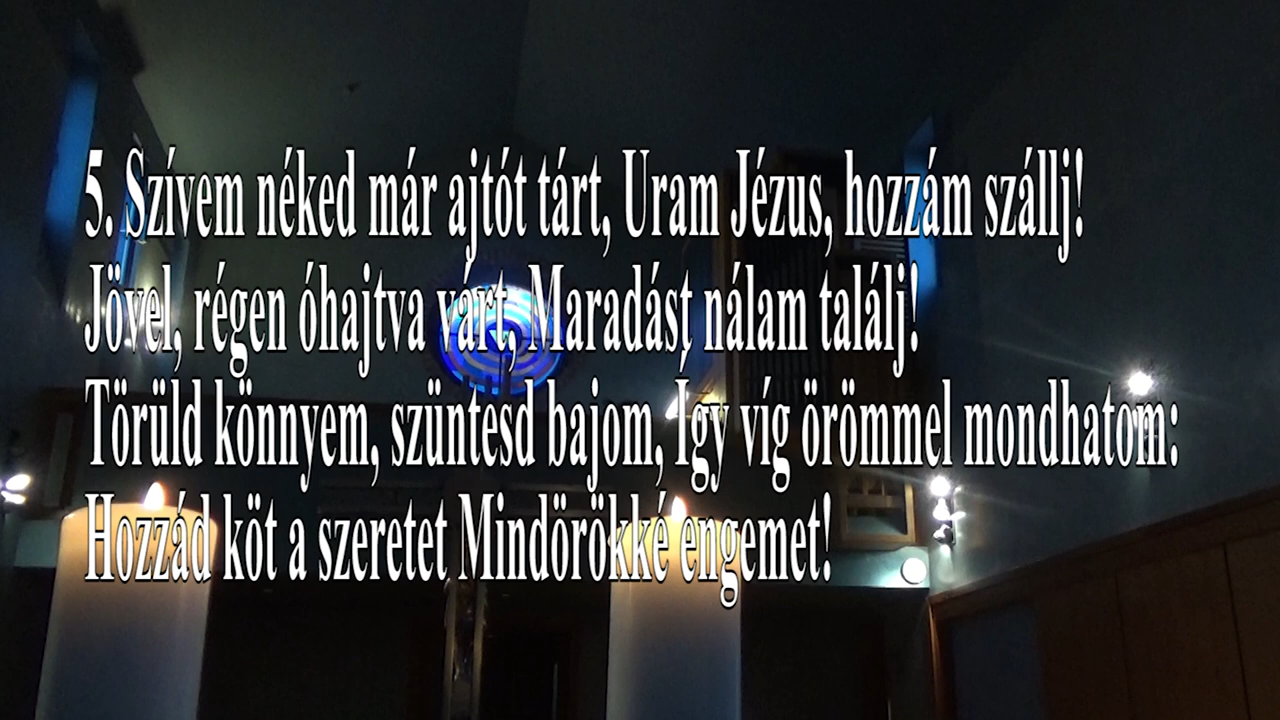 5. Szívem néked már ajtót tárt, Uram Jézus, hozzám szállj!
Jövel, régen óhajtva várt, Maradást nálam találj!
Törüld könnyem, szüntesd bajom, Így víg örömmel mondhatom:
Hozzád köt a szeretet Mindörökké engemet!